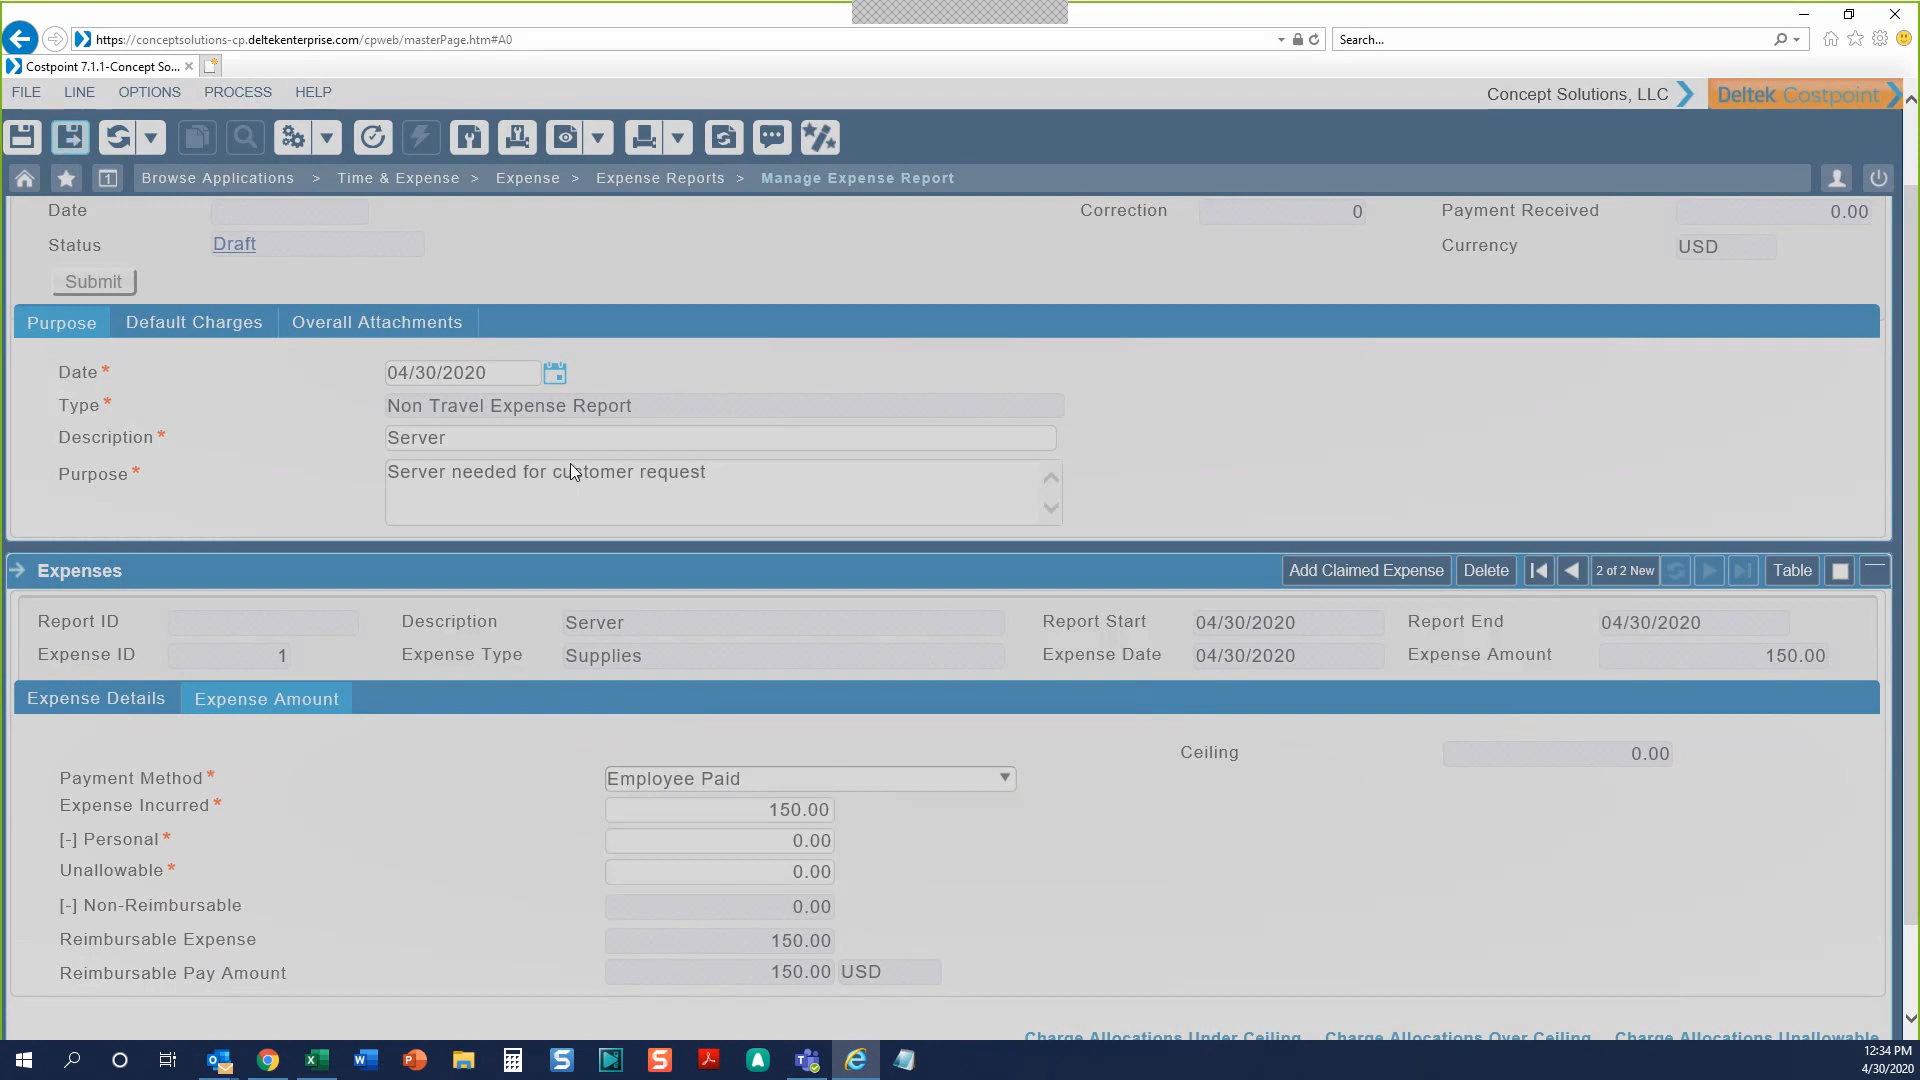 https://conceptsolutions-cp.deltekenterprise.com/cpweb/masterPage.htm#A0
Search...
Costpoint 7.1.1-Concept So...
FILE LINE OPTIONS PROCESS HELP
Concept Solutions, LLC
Deltek Costpoint
1
Browse Applications > Time & Expense > Expense > Expense Reports > Manage Expense Report
Date
Correction 0
Payment Received 0.00
Status Draft
Currency USD
Submit
Purpose Default Charges Overall Attachments
Date * 04/30/2020
Type * Non Travel Expense Report
Description * Server
Purpose * Server needed for customer request
Expenses
Add Claimed Expense Delete 2 of 2 New Table
Report ID
Description Server
Report Start 04/30/2020
Report End 04/30/2020
Expense ID 1
Expense Type Supplies
Expense Date 04/30/2020
Expense Amount 150.00
Expense Details Expense Amount
Ceiling 0.00
Payment Method * Employee Paid
Expense Incurred * 150.00
[-] Personal * 0.00
Unallowable * 0.00
[-] Non-Reimbursable 0.00
Reimbursable Expense 150.00
Reimbursable Pay Amount 150.00 USD
Charge Allocations Under Ceiling Charge Allocations Over Ceiling Charge Allocations Unallowable
12:34 PM
4/30/2020